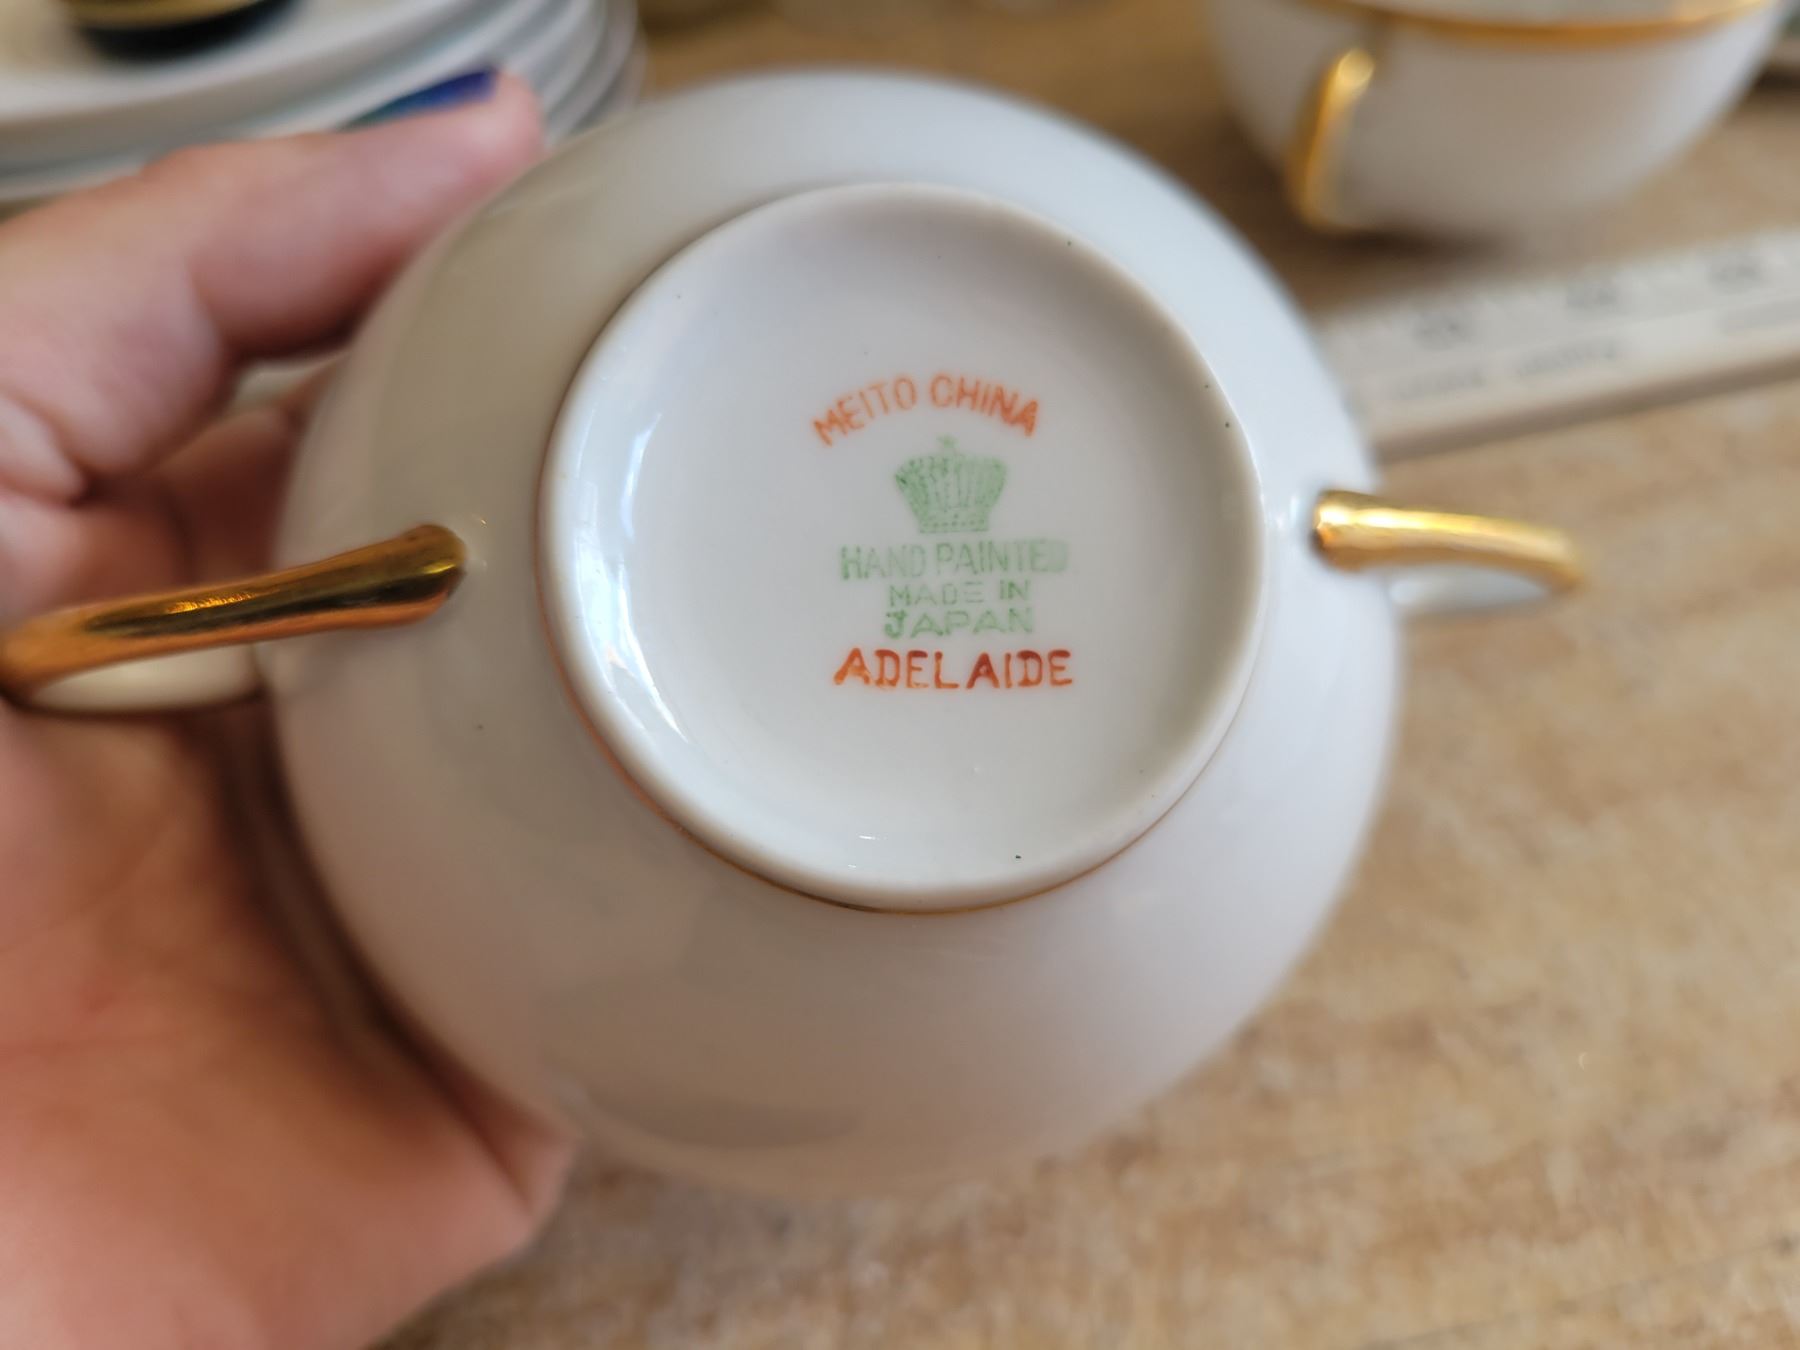 MEITO CHINA
HAND PAINTED
MADE IN
JAPAN
ADELAIDE